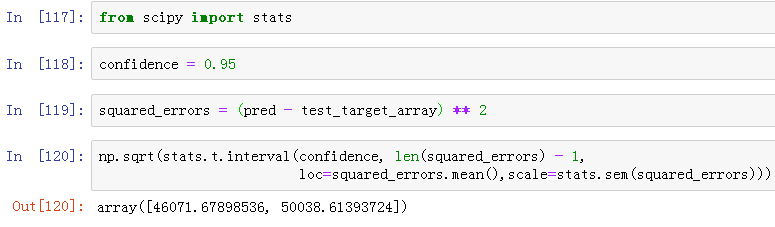 In [117]: from scipy import stats
In [118]: confidence = 0.95
In [119]: squared_errors = (pred - test_target_array) ** 2
In [120]: np.sqrt(stats.t.interval(confidence, len(squared_errors) - 1,
loc=squared_errors.mean(),scale=stats.sem(squared_errors)))
Out[120]: array([46071.67898536, 50038.61393724])